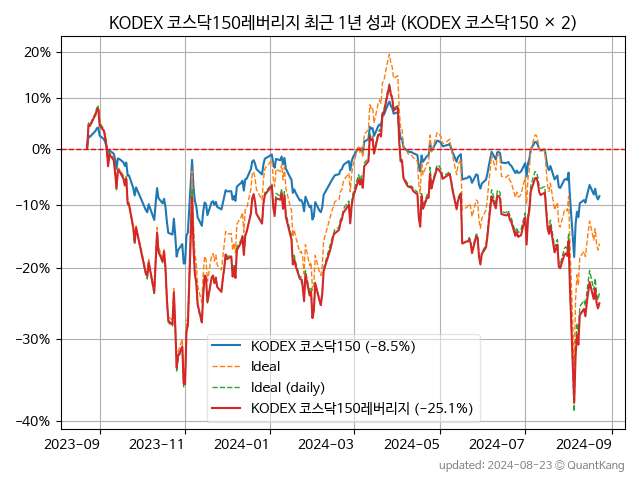 KODEX 코스닥150레버리지 최근 1년 성과 (KODEX 코스닥150 × 2)
20%
10%
0%
−10%
−20%
−30%
−40%
KODEX 코스닥150 (−8.5%)
Ideal
Ideal (daily)
KODEX 코스닥150레버리지 (−25.1%)
2023-09
2023-11
2024-01
2024-03
2024-05
2024-07
2024-09
updated: 2024-08-23 ⓒ QuantKang